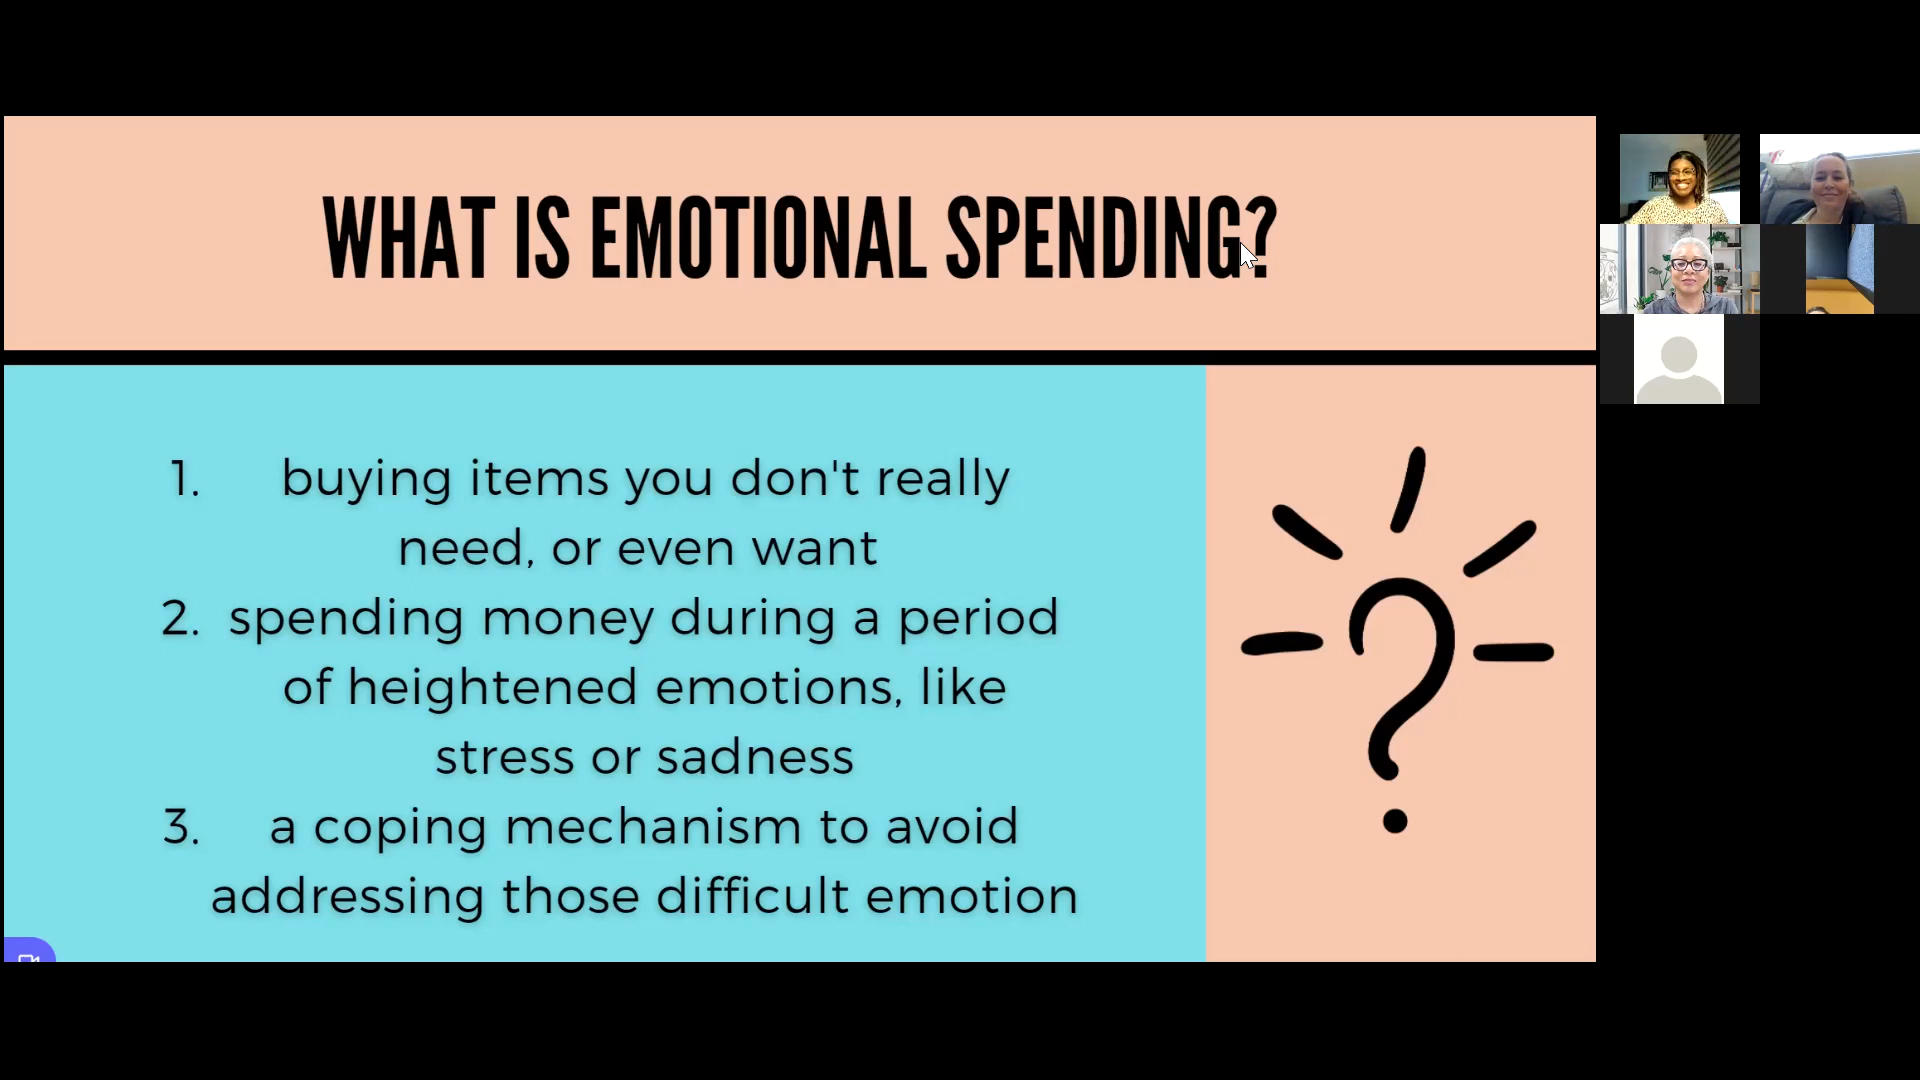 WHAT IS EMOTIONAL SPENDING?
1. buying items you don't really
need, or even want
2. spending money during a period
of heightened emotions, like
stress or sadness
3. a coping mechanism to avoid
addressing those difficult emotion